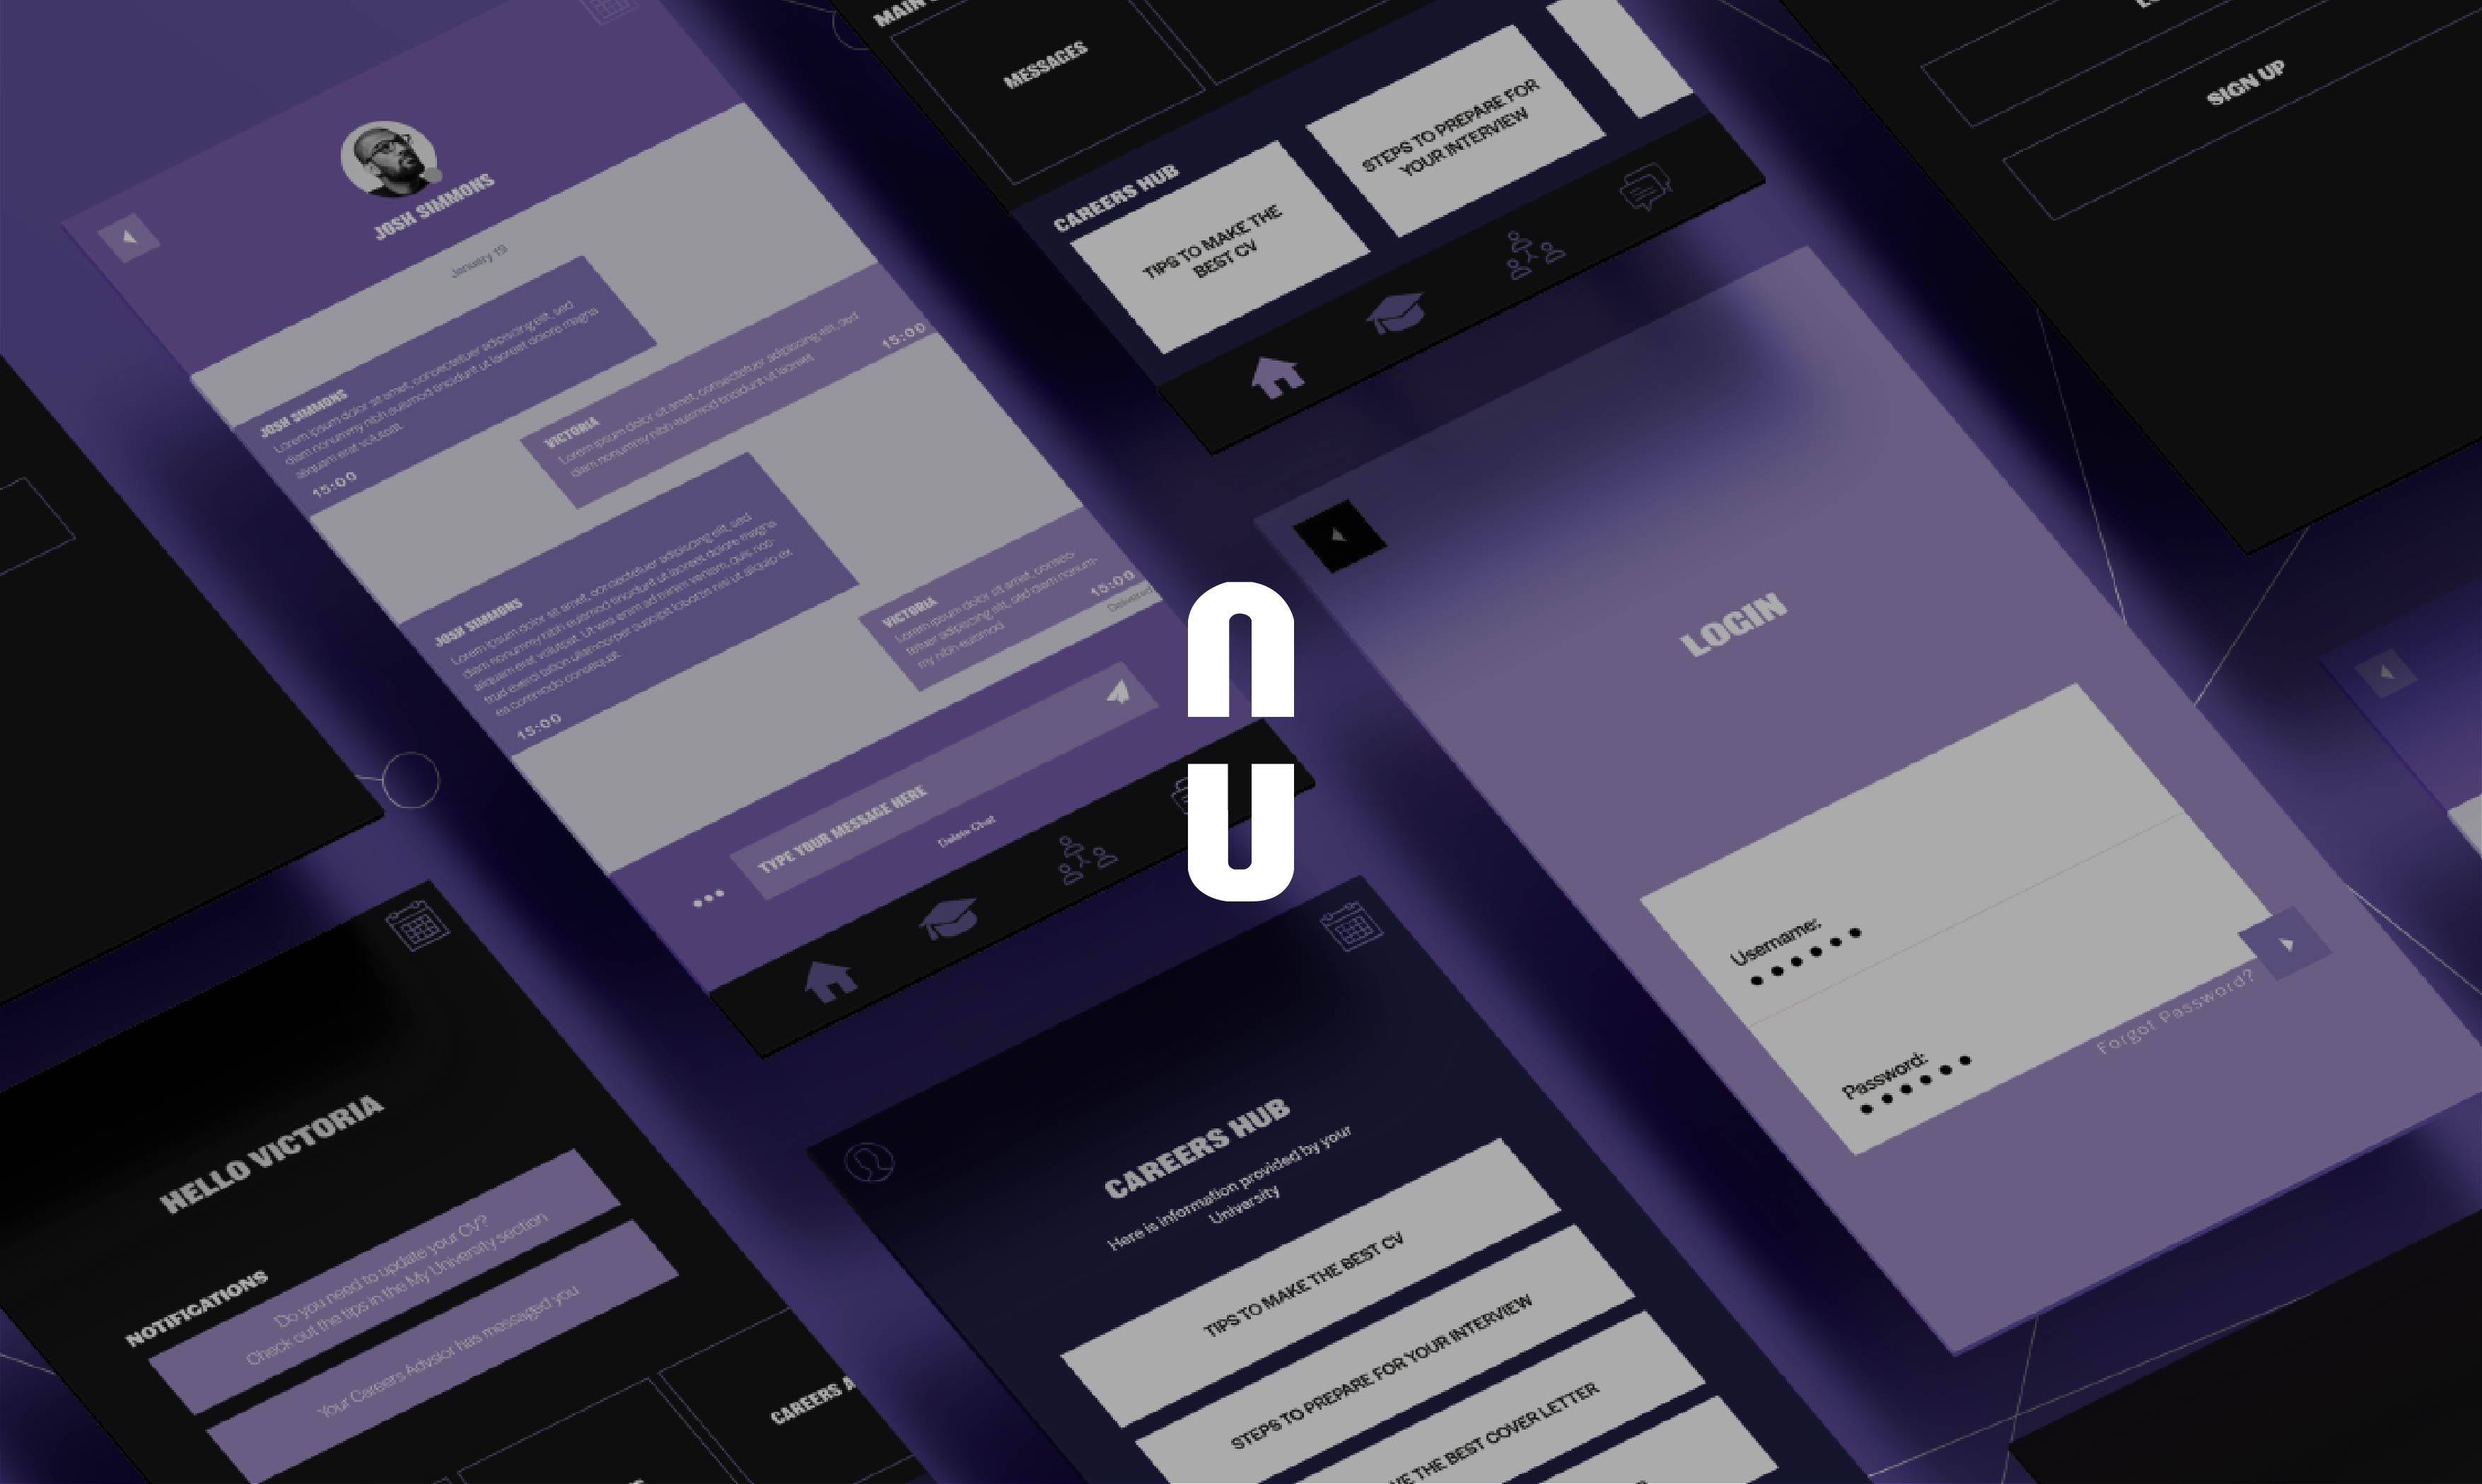 JOSH SIMMONS
January 19
JOSH SIMMONS
Lorem ipsum dolor sit amet, consectetuer adipiscing elit, sed
diam nonummy nibh euismod tincidunt ut laoreet dolore magna
aliquam erat volutpat.
15:00
VICTORIA
Lorem ipsum dolor sit amet, consectetuer adipiscing elit, sed
diam nonummy nibh euismod tincidunt ut laoreet
15:00
JOSH SIMMONS
Lorem ipsum dolor sit amet, consectetuer adipiscing elit, sed
diam nonummy nibh euismod tincidunt ut laoreet dolore magna
aliquam erat volutpat. Ut wisi enim ad minim veniam, quis nos-
trud exerci tation ullamcorper suscipit lobortis nisl ut aliquip ex
ea commodo consequat.
15:00
VICTORIA
Lorem ipsum dolor sit amet, consec-
tetuer adipiscing elit, sed diam nonum-
my nibh euismod
15:00
Delivered
TYPE YOUR MESSAGE HERE
Delete Chat
MAIN
MESSAGES
CAREERS HUB
TIPS TO MAKE THE
BEST CV
STEPS TO PREPARE FOR
YOUR INTERVIEW
SIGN UP
LOGIN
Username:
Password:
Forgot Password?
HELLO VICTORIA
NOTIFICATIONS
Do you need to update your CV?
Check out the tips in the My University section
Your Careers Advsior has messaged you
CAREERS
CAREERS HUB
Here is information provided by your
University
TIPS TO MAKE THE BEST CV
STEPS TO PREPARE FOR YOUR INTERVIEW
THE BEST COVER LETTER